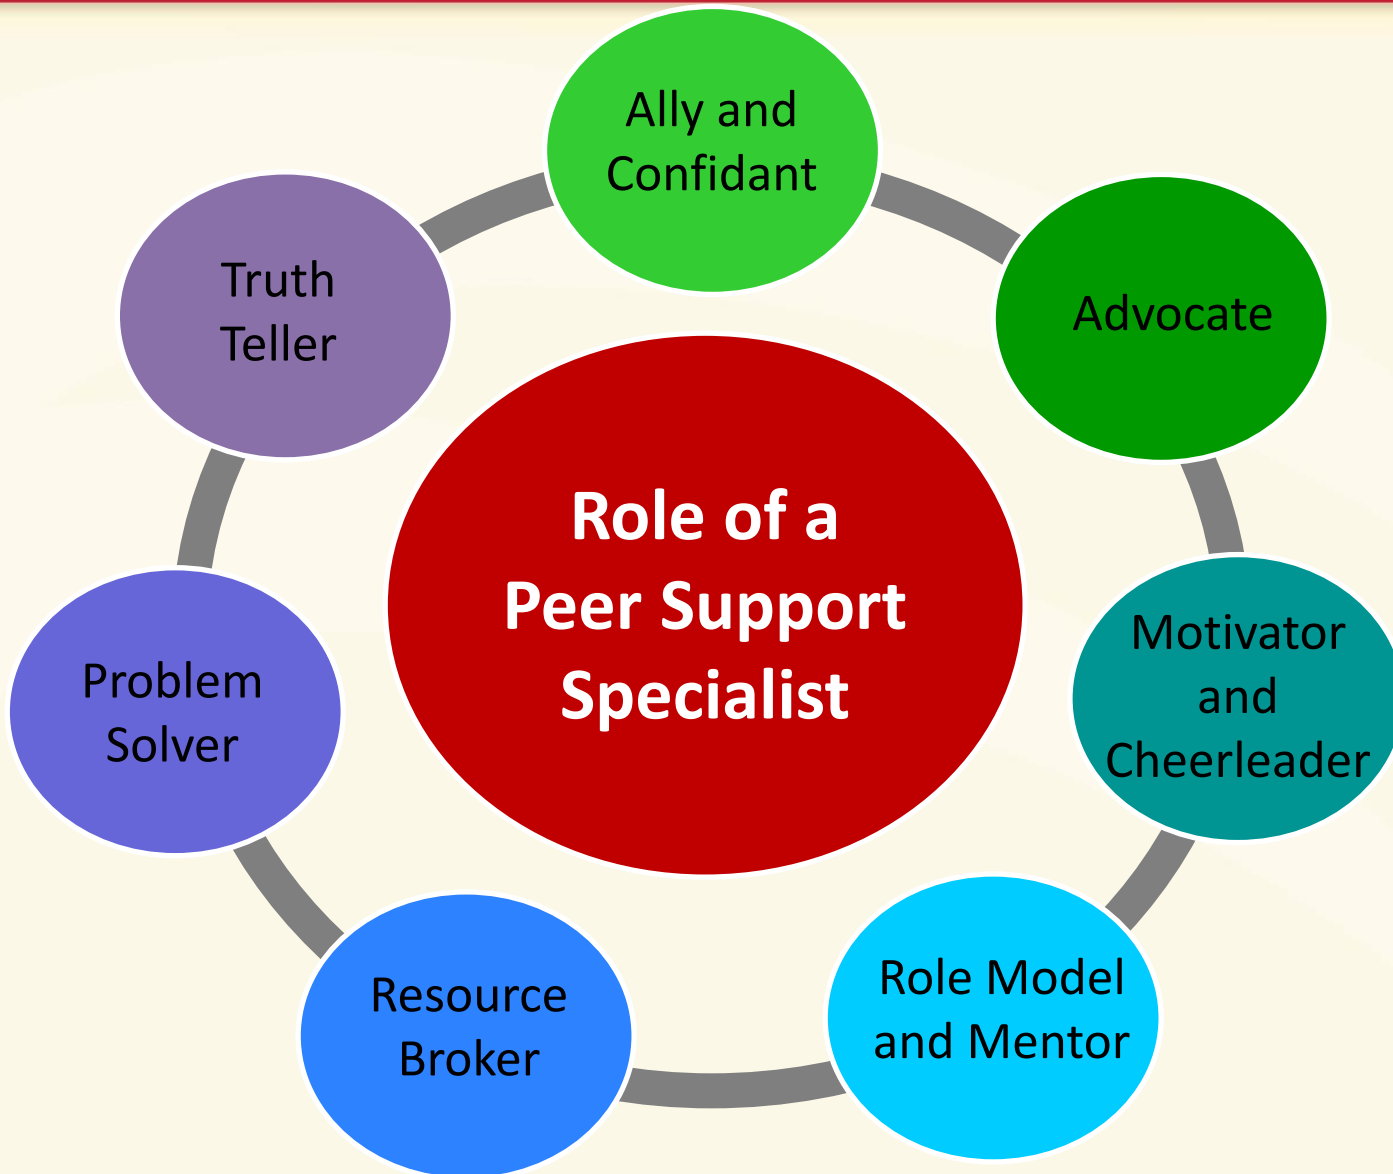 Ally and
Confidant
Advocate
Motivator
and
Cheerleader
Role Model
and Mentor
Resource
Broker
Problem
Solver
Truth
Teller
Role of a
Peer Support
Specialist